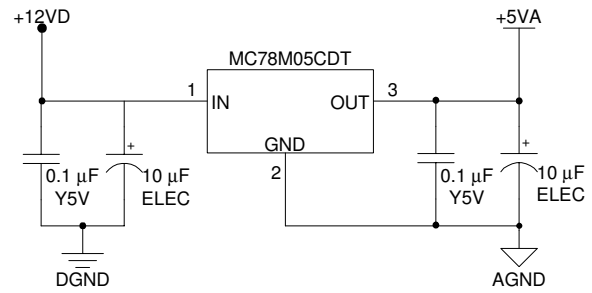 +12VD
+5VA
MC78M05CDT
1
IN
OUT
3
GND
2
+
0.1 μF
Y5V
10 μF
ELEC
+
0.1 μF
Y5V
10 μF
ELEC
DGND
AGND